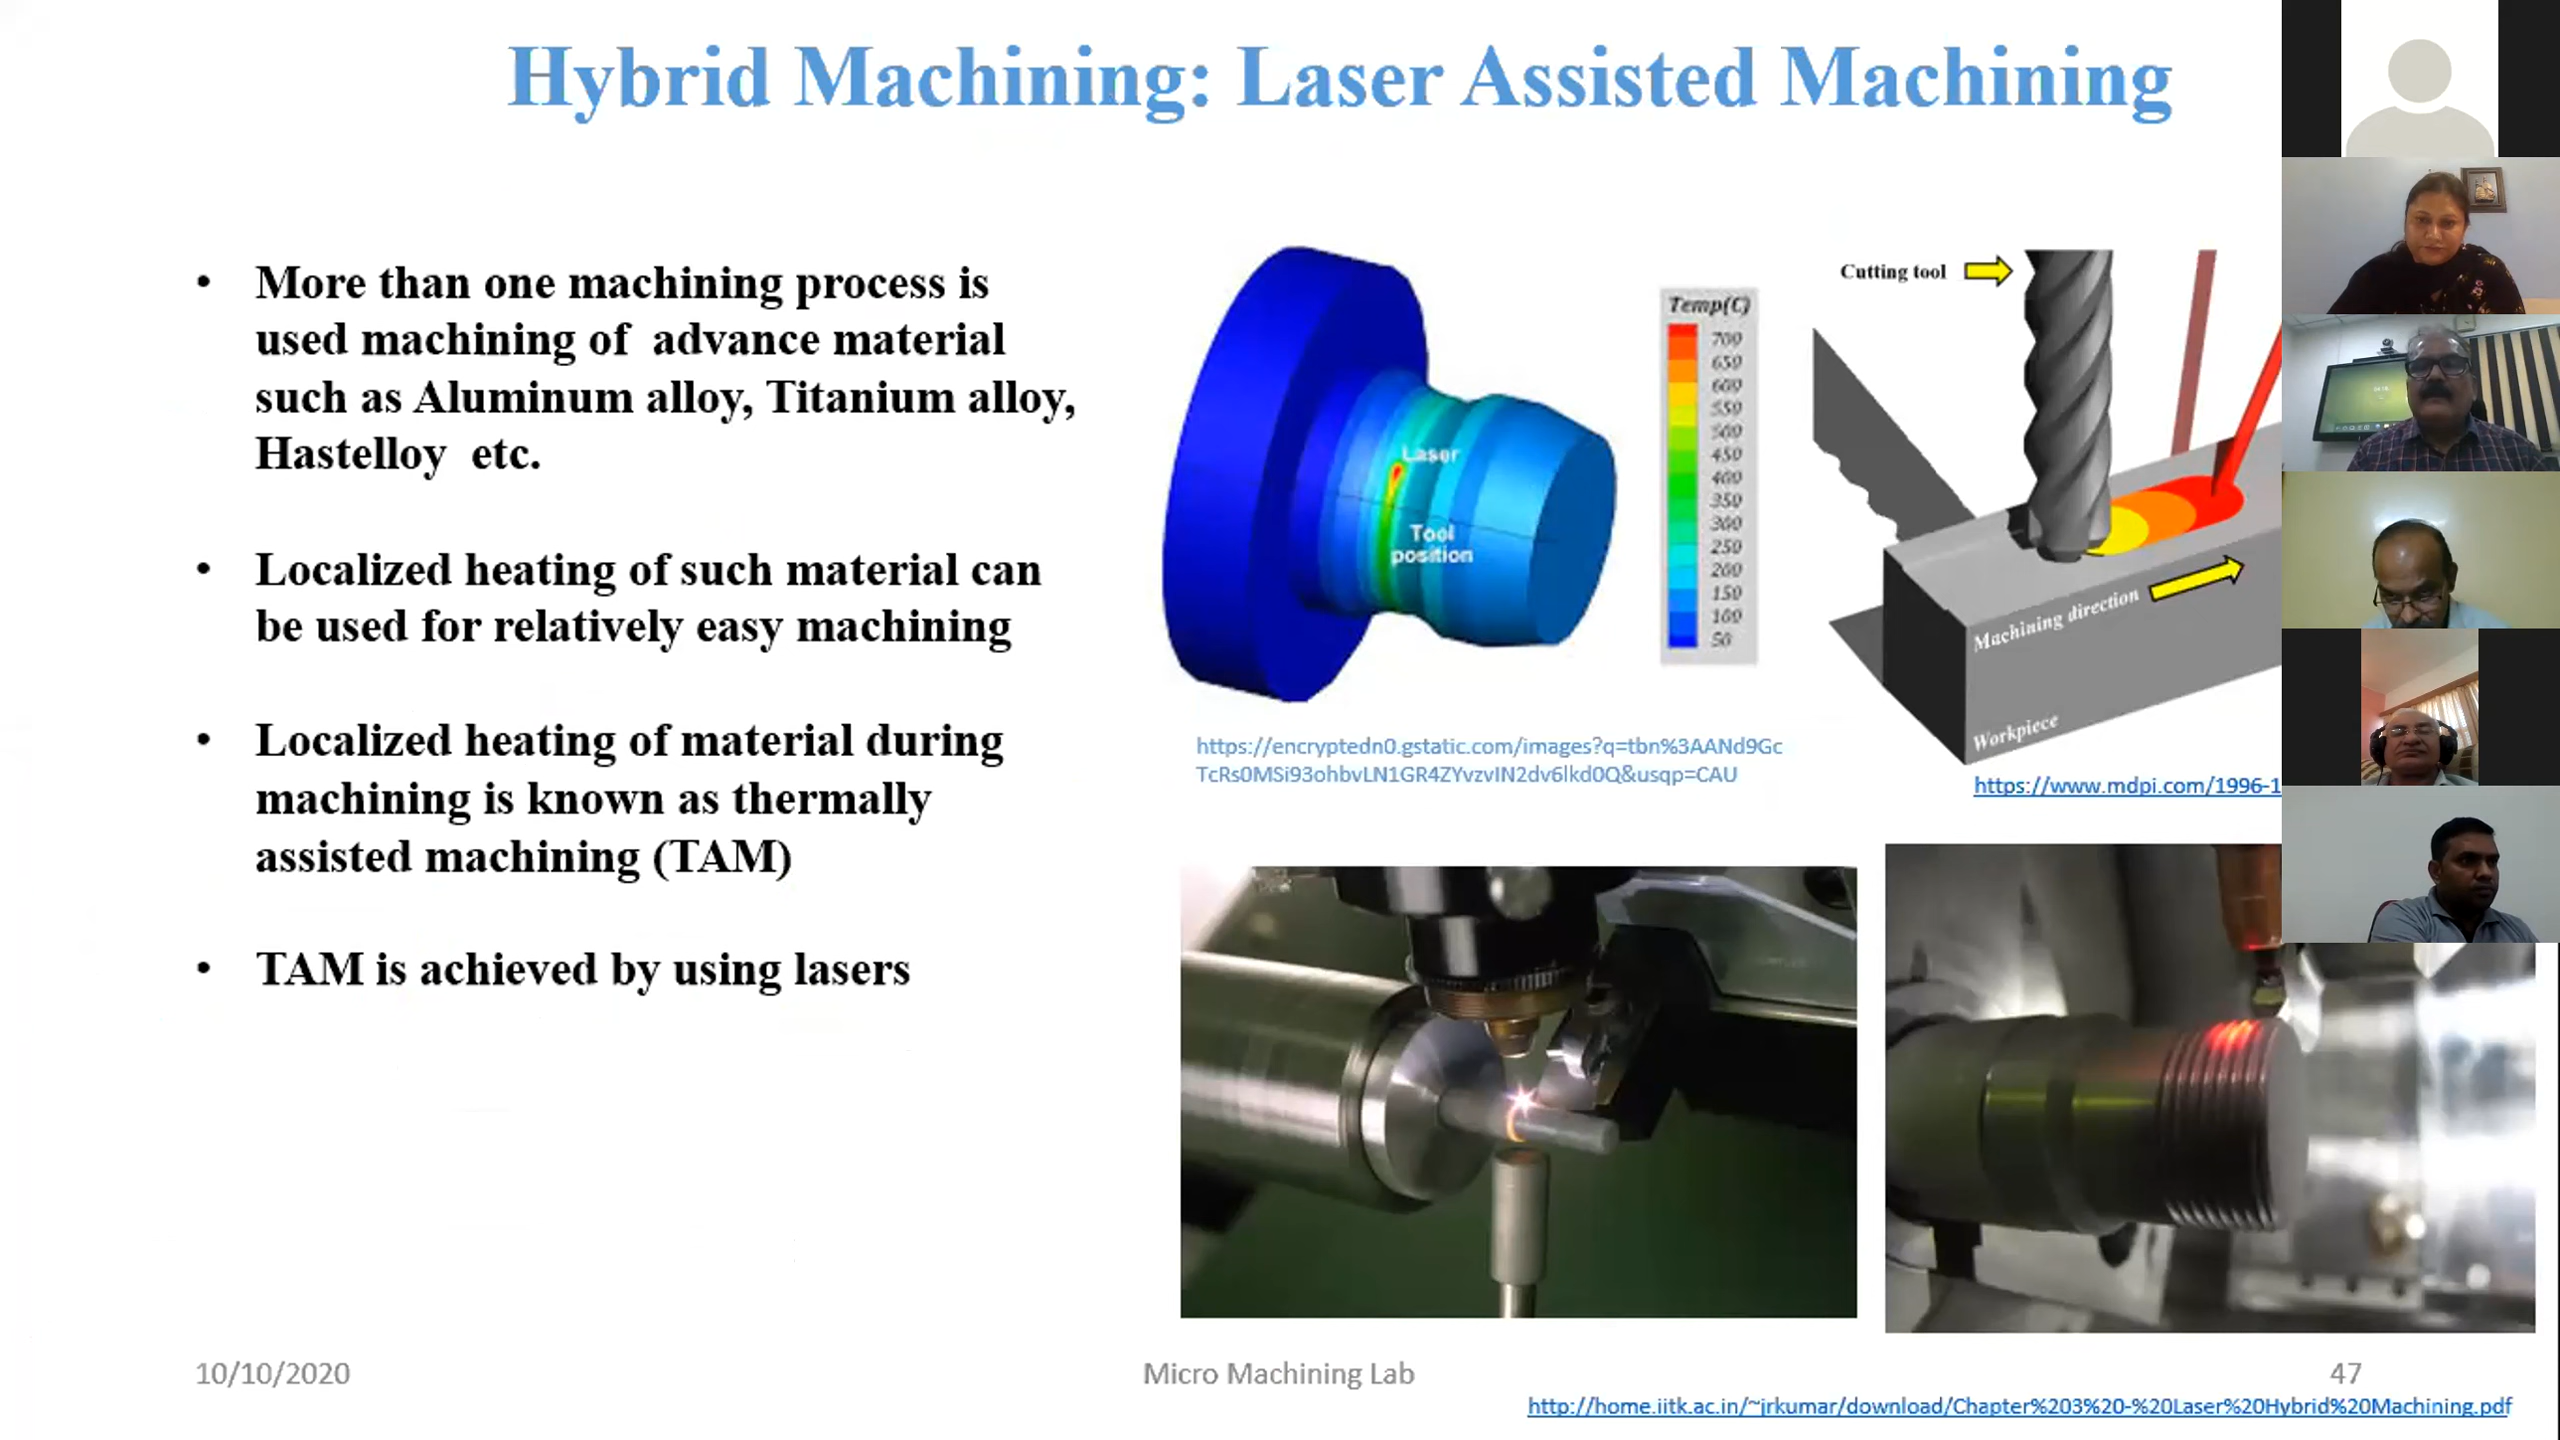 Hybrid Machining: Laser Assisted Machining
• More than one machining process is
used machining of advance material
such as Aluminum alloy, Titanium alloy,
Hastelloy etc.
• Localized heating of such material can
be used for relatively easy machining
• Localized heating of material during
machining is known as thermally
assisted machining (TAM)
• TAM is achieved by using lasers
Laser
Tool
position
Temp(C)
700
650
600
550
500
450
400
350
300
250
200
150
100
50
Cutting tool
Machining direction
Workpiece
https://encryptedn0.gstatic.com/images?q=tbn%3AANd9Gc
TcRs0MSi93ohbvLN1GR4ZYvzvIN2dv6lkd0Q&usqp=CAU
https://www.mdpi.com/1996-1
10/10/2020
Micro Machining Lab
47
http://home.iitk.ac.in/~jrkumar/download/Chapter%203%20-%20Laser%20Hybrid%20Machining.pdf